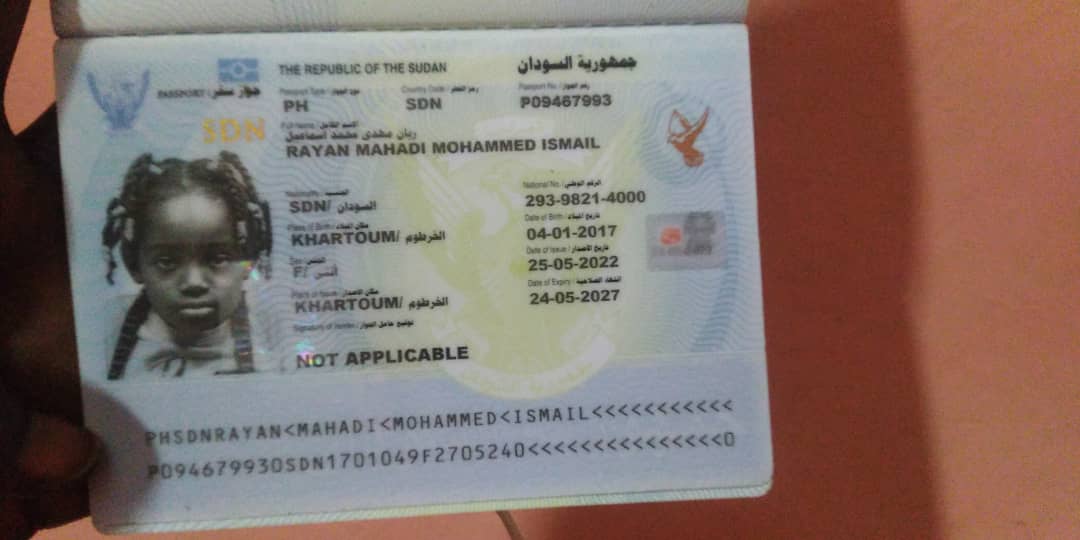 THE REPUBLIC OF THE SUDAN جمهورية السودان
PASSPORT / جواز سفر
Passport Type / نوع الجواز Country Code / رمز القطر Passport No. / رقم الجواز
PH SDN P09467993
SDN
Full Name / الاسم الكامل
ريان مهدى محمد اسماعيل
RAYAN MAHADI MOHAMMED ISMAIL
Nationality / الجنسية National No. / الرقم الوطني
SDN/ السودان 293-9821-4000
Place of Birth / مكان الميلاد Date of Birth / تاريخ الميلاد
KHARTOUM/ الخرطوم 04-01-2017
Sex / الجنس Date of Issue / تاريخ الاصدار
F/ أنثى 25-05-2022
Place of Issue / مكان الاصدار Date of Expiry /
KHARTOUM/ الخرطوم 24-05-2027
Signature of Holder / توقيع حامل الجواز
NOT APPLICABLE
PHSDNRAYAN<MAHADI<MOHAMMED<ISMAIL<<<<<<<<<<<
P094679930SDN1701049F2705240<<<<<<<<<<<<<<<0